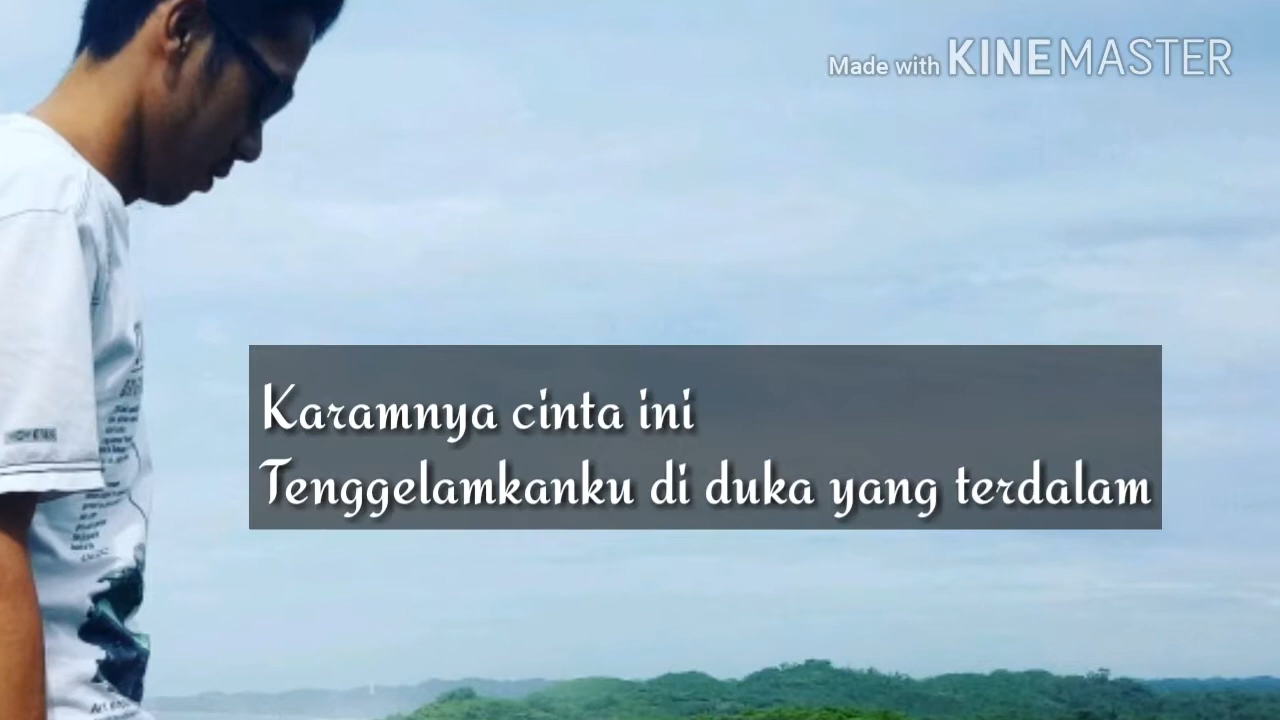 Made with KINEMASTER
Karamnya cinta ini
Tenggelamkanku di duka yang terdalam